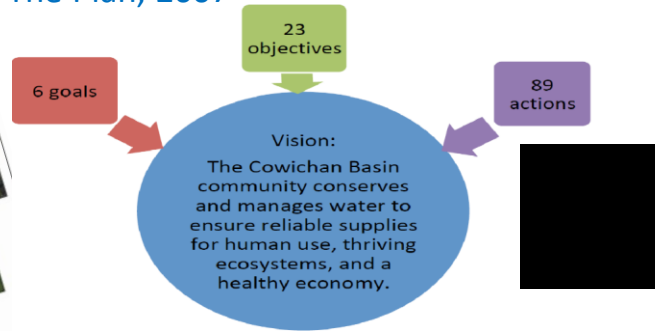 23
objectives
6 goals
89
actions
Vision:
The Cowichan Basin
community conserves
and manages water to
ensure reliable supplies
for human use, thriving
ecosystems, and a
healthy economy.